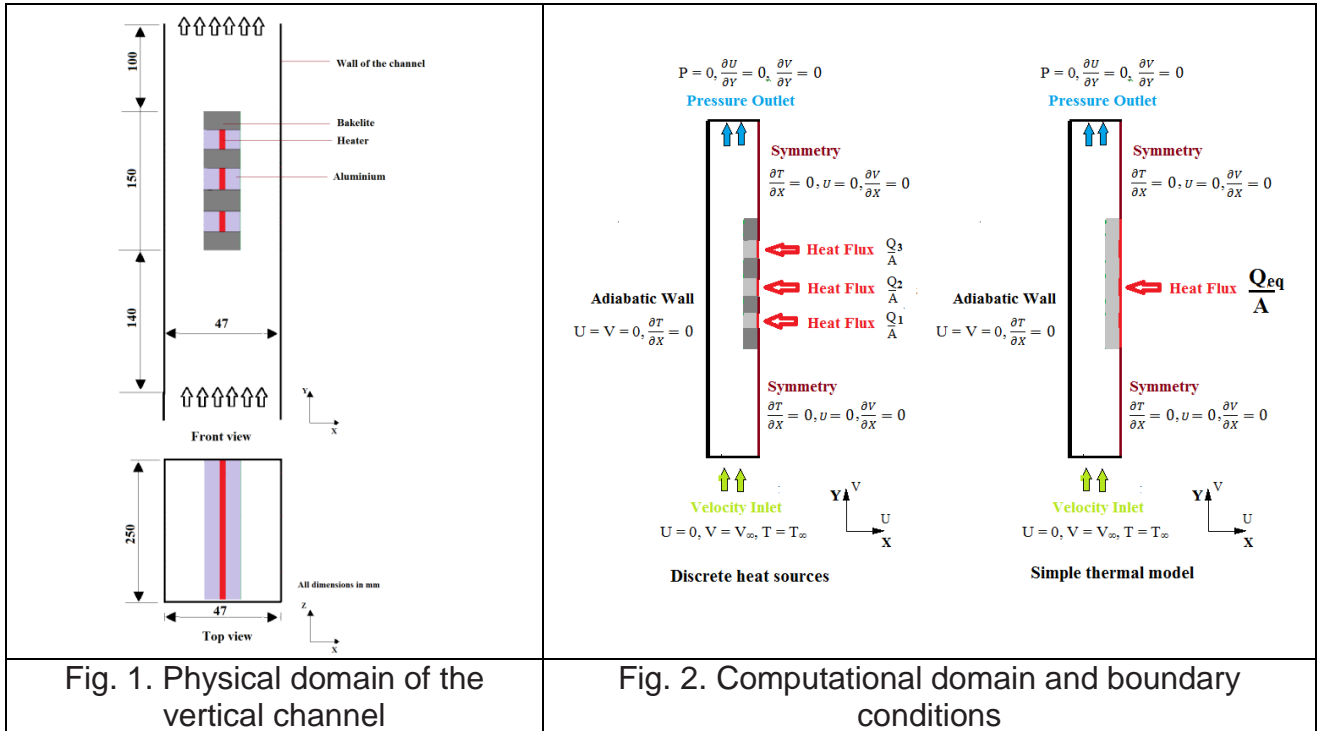 100
150
140
Wall of the channel
Bakelite
Heater
Aluminium
47
Y
X
Front view
250
All dimensions in mm
47
Z
X
Top view
Fig. 1. Physical domain of the
vertical channel
P = 0, ∂U/∂Y = 0, ∂V/∂Y = 0
Pressure Outlet
Symmetry
∂T/∂X = 0, U = 0, ∂V/∂X = 0
Heat Flux Q3/A
Heat Flux Q2/A
Heat Flux Q1/A
Adiabatic Wall
U = V = 0, ∂T/∂X = 0
Symmetry
∂T/∂X = 0, U = 0, ∂V/∂X = 0
Velocity Inlet
U = 0, V = V∞, T = T∞
Y V
U
X
Discrete heat sources
P = 0, ∂U/∂Y = 0, ∂V/∂Y = 0
Pressure Outlet
Symmetry
∂T/∂X = 0, U = 0, ∂V/∂X = 0
Heat Flux Qeq/A
Adiabatic Wall
U = V = 0, ∂T/∂X = 0
Symmetry
∂T/∂X = 0, U = 0, ∂V/∂X = 0
Velocity Inlet
U = 0, V = V∞, T = T∞
Y V
U
X
Simple thermal model
Fig. 2. Computational domain and boundary
conditions